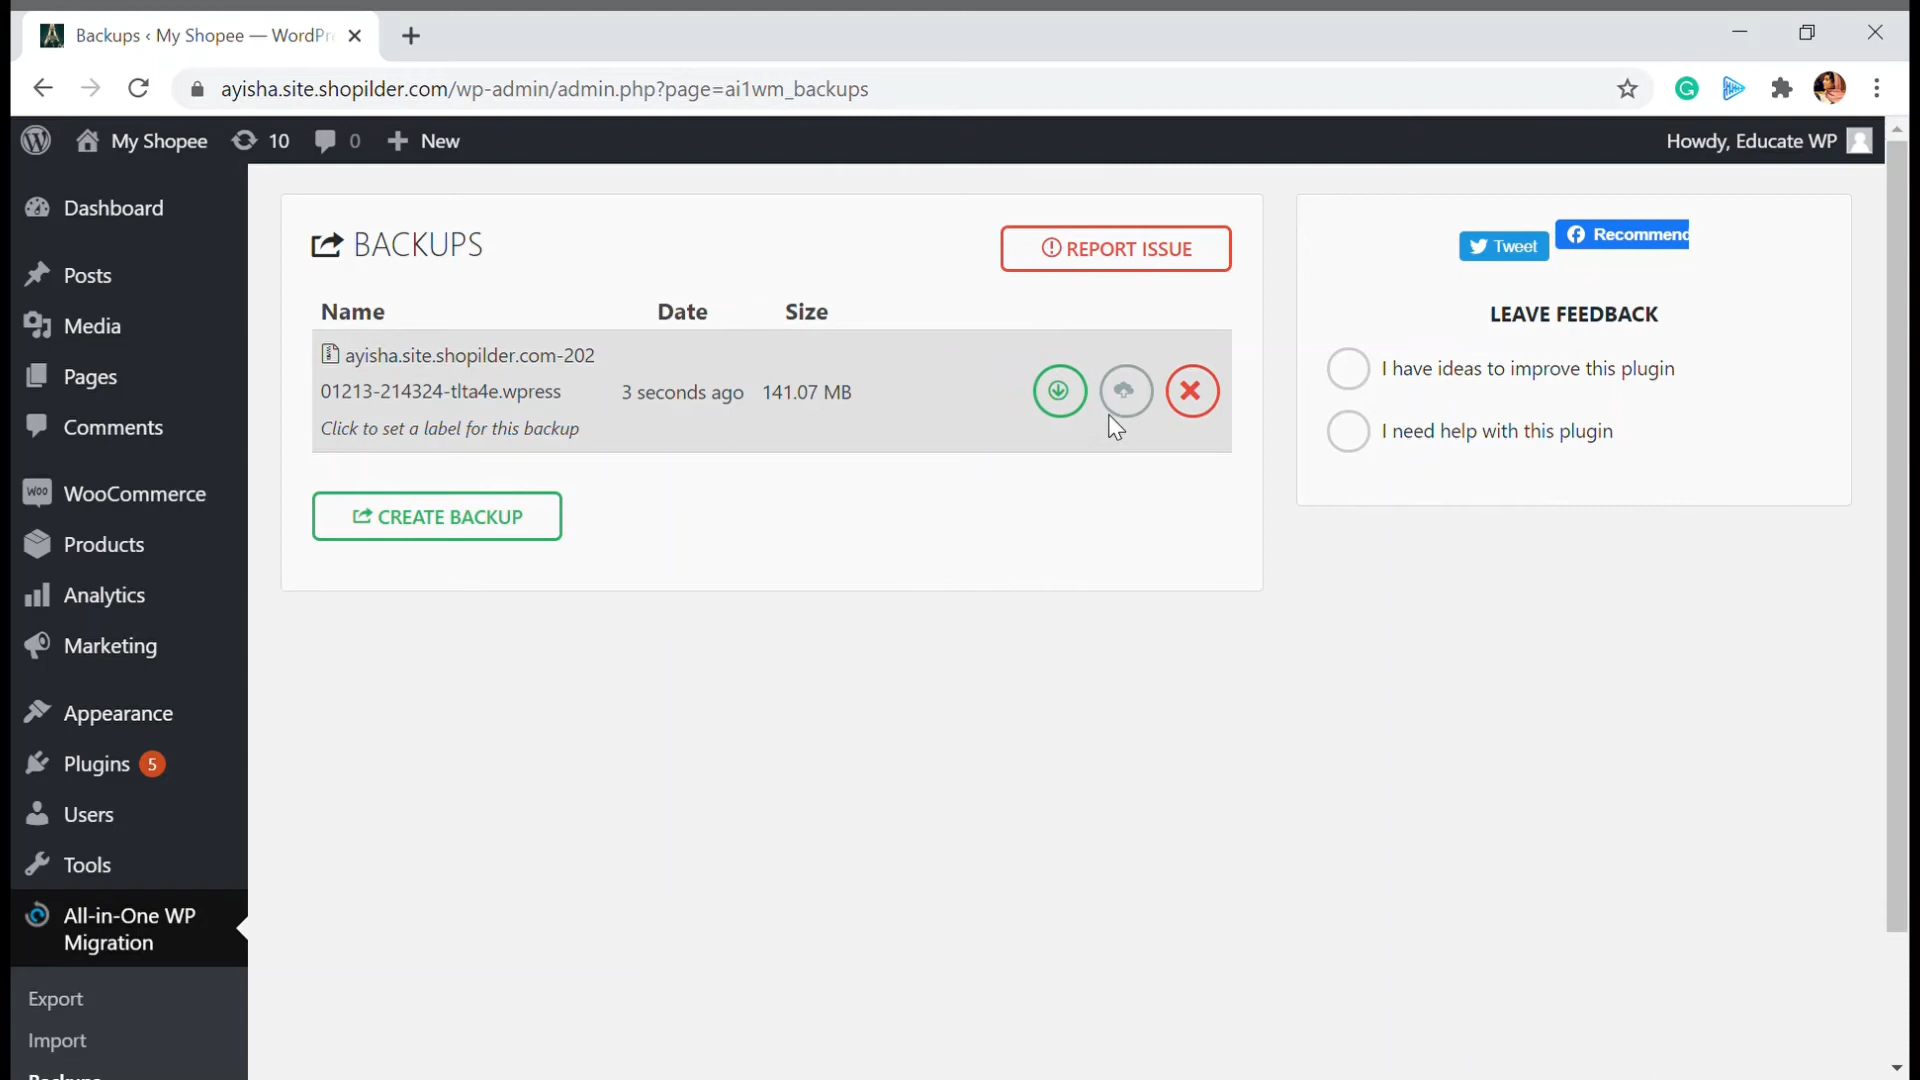 Backups ‹ My Shopee — WordPr
ayisha.site.shopilder.com/wp-admin/admin.php?page=ai1wm_backups
My Shopee
10
0
New
Howdy, Educate WP
Dashboard
Posts
Media
Pages
Comments
WooCommerce
Products
Analytics
Marketing
Appearance
Plugins 5
Users
Tools
All-in-One WP
Migration
Export
Import
Backups
BACKUPS
REPORT ISSUE
Name Date Size
ayisha.site.shopilder.com-202
01213-214324-tlta4e.wpress
3 seconds ago
141.07 MB
Click to set a label for this backup
CREATE BACKUP
Tweet
Recommend
LEAVE FEEDBACK
I have ideas to improve this plugin
I need help with this plugin